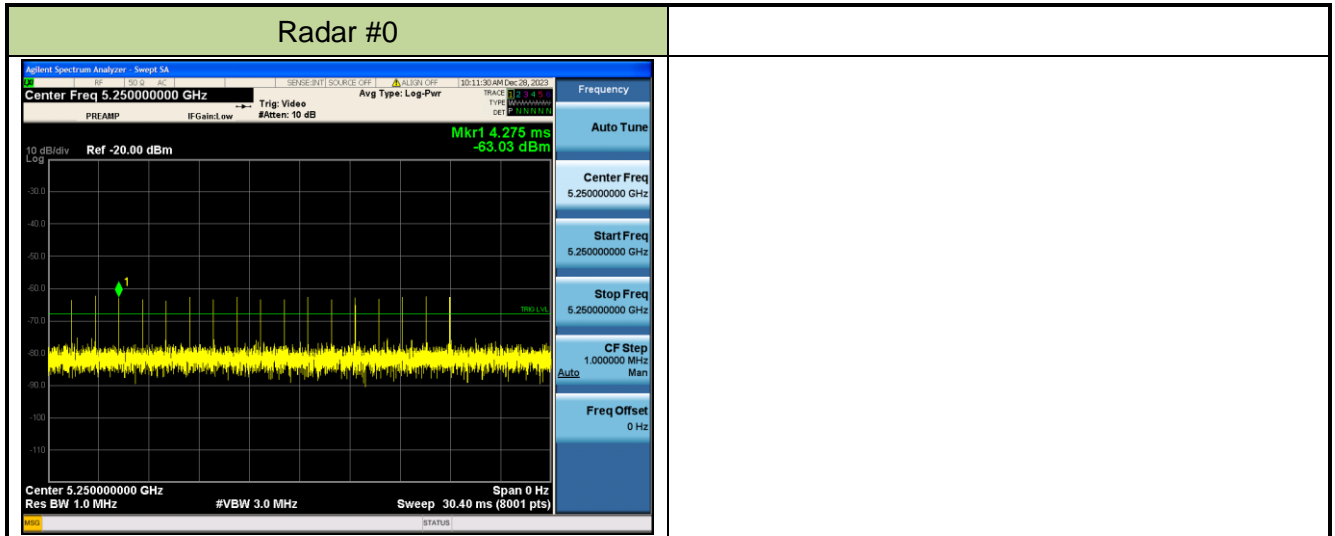 Radar #0
Agilent Spectrum Analyzer - Swept SA
RF 50 Ω AC SENSE:INT SOURCE OFF ALIGN OFF 10:11:30 AM Dec 28, 2023
Center Freq 5.250000000 GHz
Trig: Video
Avg Type: Log-Pwr
TRACE 1 2 3 4 5 6
TYPE
DET P N N N N N
PREAMP
IFGain:Low
#Atten: 10 dB
Mkr1 4.275 ms
-63.03 dBm
10 dB/div
Ref -20.00 dBm
Log
-30.0
-40.0
-50.0
-60.0
-70.0
-80.0
-90.0
-100
-110
1
TRIG LVL
Center 5.250000000 GHz
Span 0 Hz
Res BW 1.0 MHz
#VBW 3.0 MHz
Sweep 30.40 ms (8001 pts)
MSG
STATUS
Frequency
Auto Tune
Center Freq
5.250000000 GHz
Start Freq
5.250000000 GHz
Stop Freq
5.250000000 GHz
CF Step
1.000000 MHz
Auto Man
Freq Offset
0 Hz